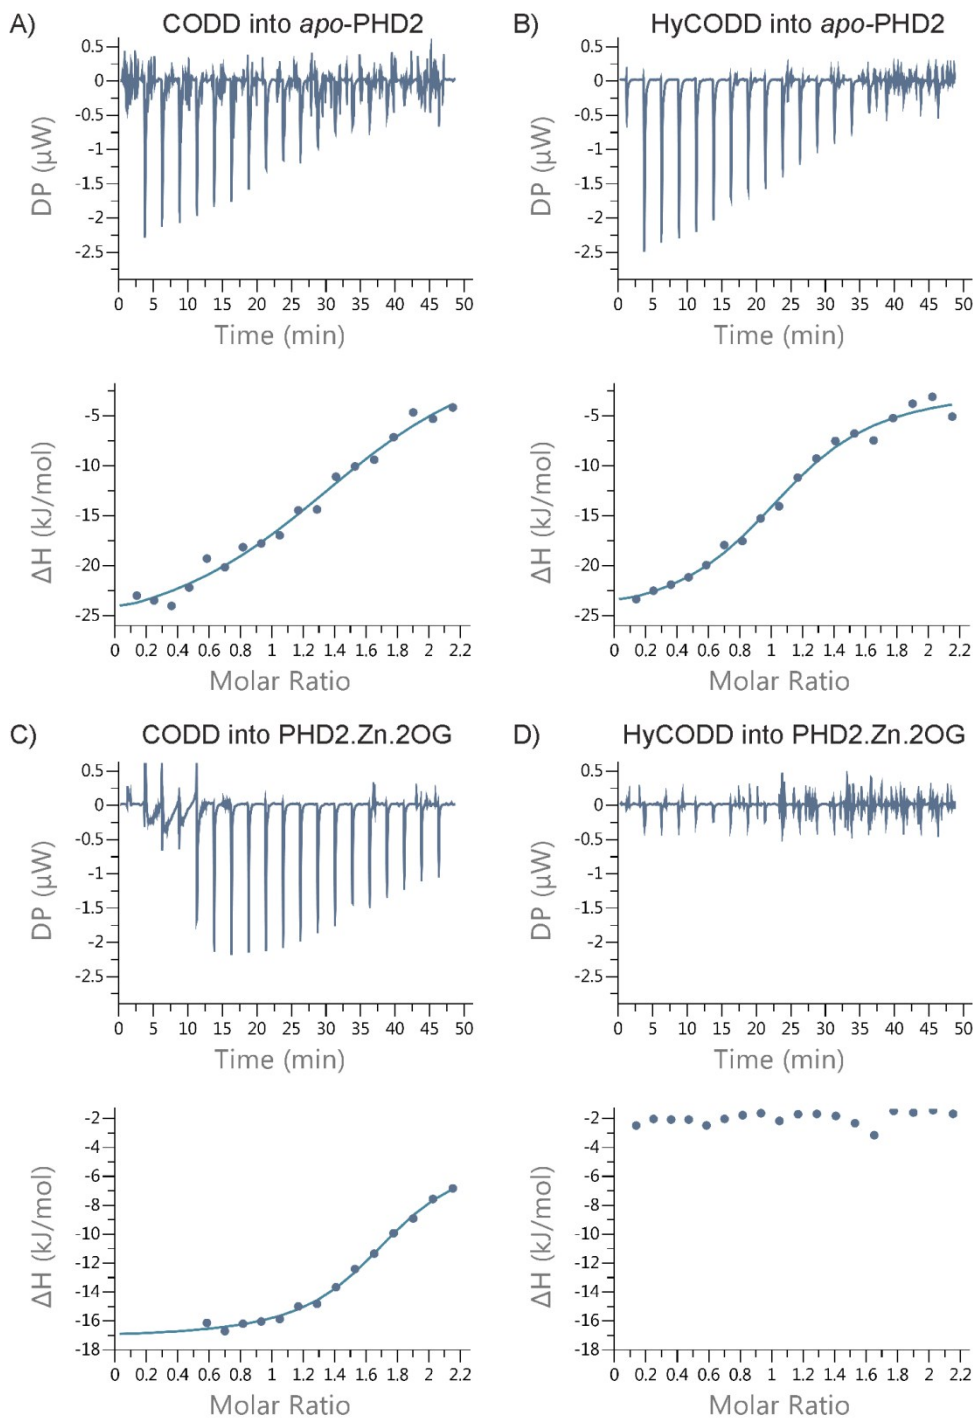 A) CODD into apo-PHD2
B) HyCODD into apo-PHD2
0.5
0
-0.5
-1
-1.5
-2
-2.5
DP (µW)
0 5 10 15 20 25 30 35 40 45 50
Time (min)
0.5
0
-0.5
-1
-1.5
-2
-2.5
DP (µW)
0 5 10 15 20 25 30 35 40 45 50
Time (min)
-5
-10
-15
-20
-25
ΔH (kJ/mol)
0 0.2 0.4 0.6 0.8 1 1.2 1.4 1.6 1.8 2 2.2
Molar Ratio
-5
-10
-15
-20
-25
ΔH (kJ/mol)
0 0.2 0.4 0.6 0.8 1 1.2 1.4 1.6 1.8 2 2.2
Molar Ratio
C) CODD into PHD2.Zn.2OG
D) HyCODD into PHD2.Zn.2OG
0.5
0
-0.5
-1
-1.5
-2
-2.5
DP (µW)
0 5 10 15 20 25 30 35 40 45 50
Time (min)
0.5
0
-0.5
-1
-1.5
-2
-2.5
DP (µW)
0 5 10 15 20 25 30 35 40 45 50
Time (min)
-2
-4
-6
-8
-10
-12
-14
-16
-18
ΔH (kJ/mol)
0 0.2 0.4 0.6 0.8 1 1.2 1.4 1.6 1.8 2 2.2
Molar Ratio
-2
-4
-6
-8
-10
-12
-14
-16
-18
ΔH (kJ/mol)
0 0.2 0.4 0.6 0.8 1 1.2 1.4 1.6 1.8 2 2.2
Molar Ratio